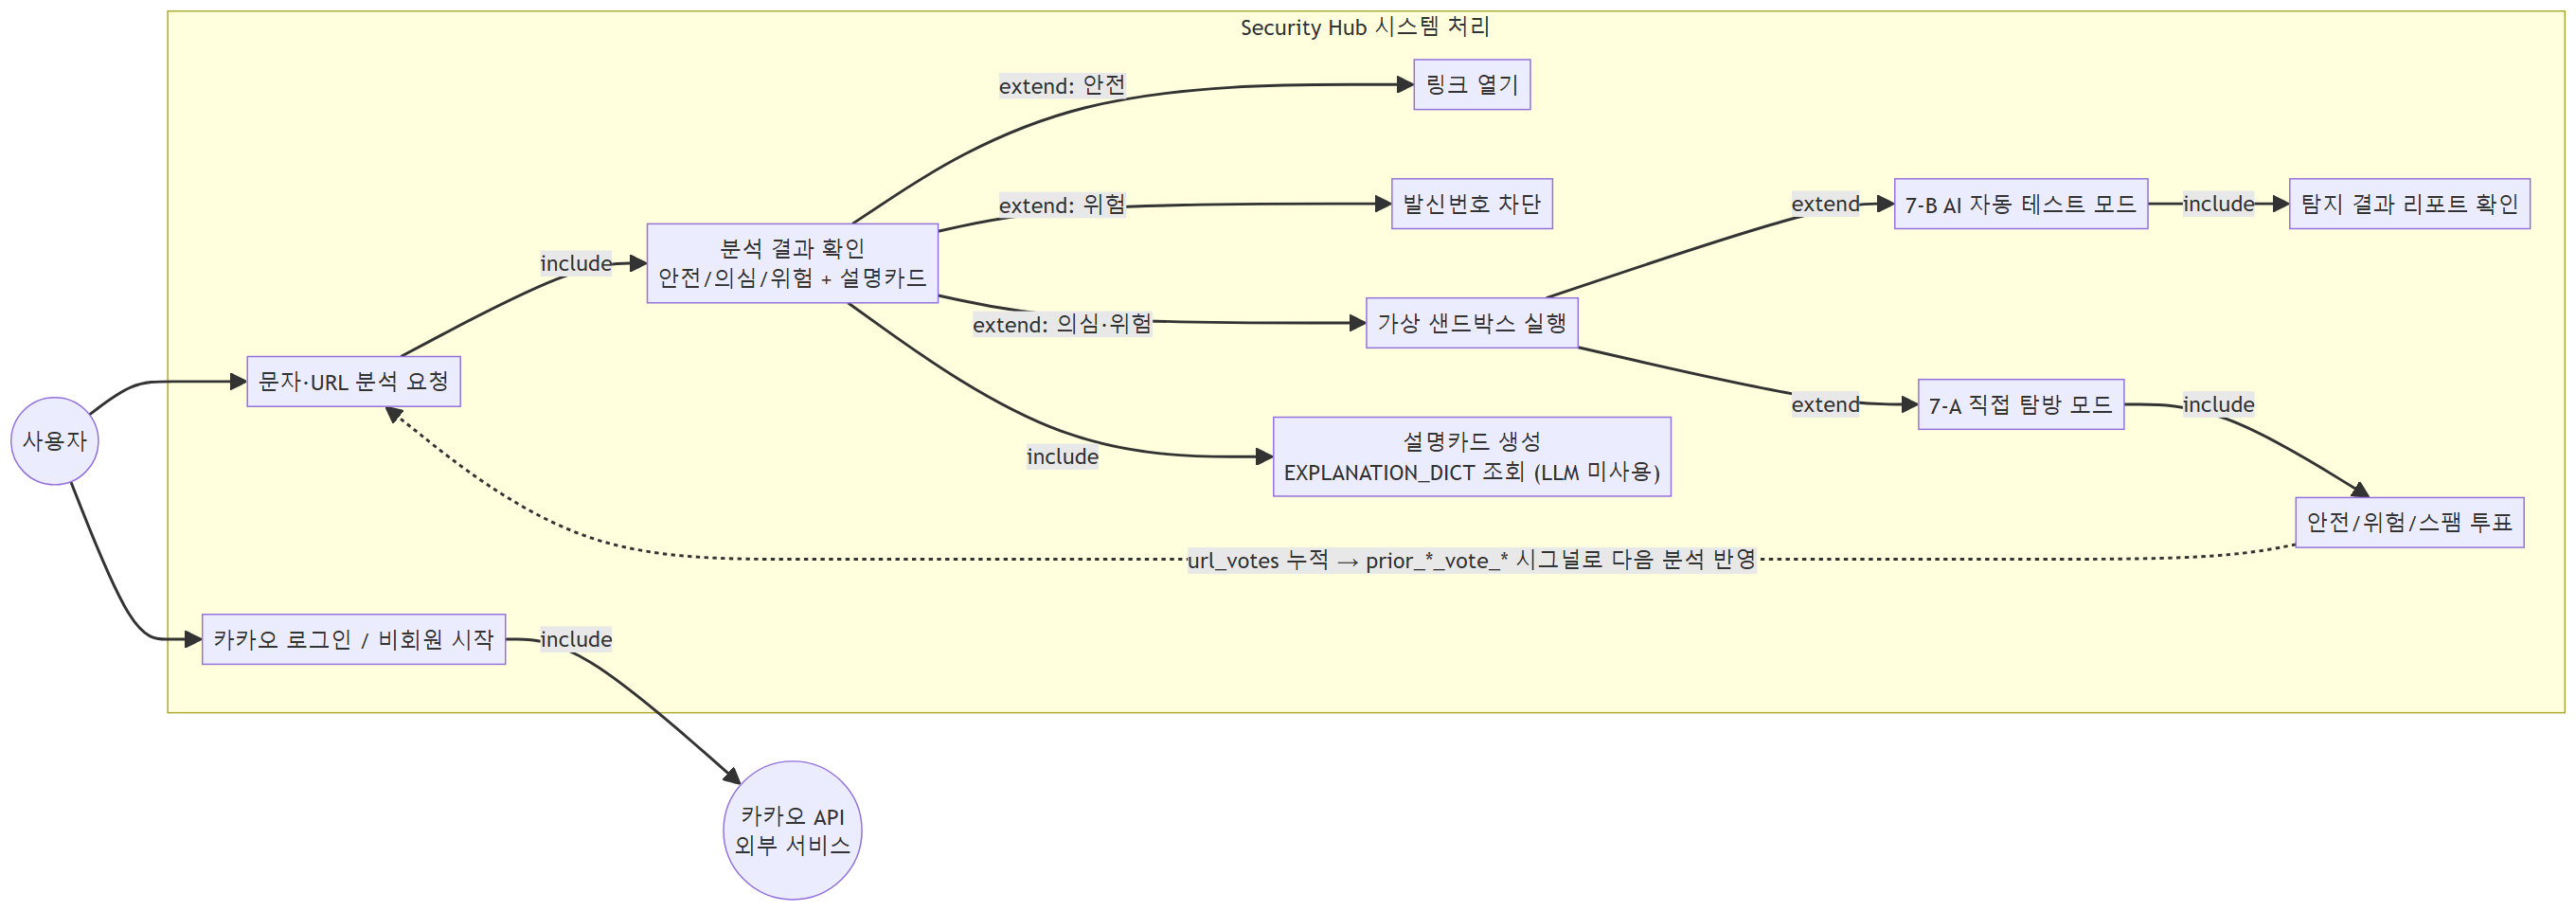 Security Hub 시스템 처리
extend: 안전
링크 열기
extend: 위험
발신번호 차단
extend
7-B AI 자동 테스트 모드
include
탐지 결과 리포트 확인
include
분석 결과 확인
안전/의심/위험 + 설명카드
extend: 의심·위험
가상 샌드박스 실행
문자·URL 분석 요청
extend
7-A 직접 탐방 모드
include
사용자
include
설명카드 생성
EXPLANATION_DICT 조회 (LLM 미사용)
안전/위험/스팸 투표
url_votes 누적 → prior_*_vote_* 시그널로 다음 분석 반영
카카오 로그인 / 비회원 시작
include
카카오 API
외부 서비스